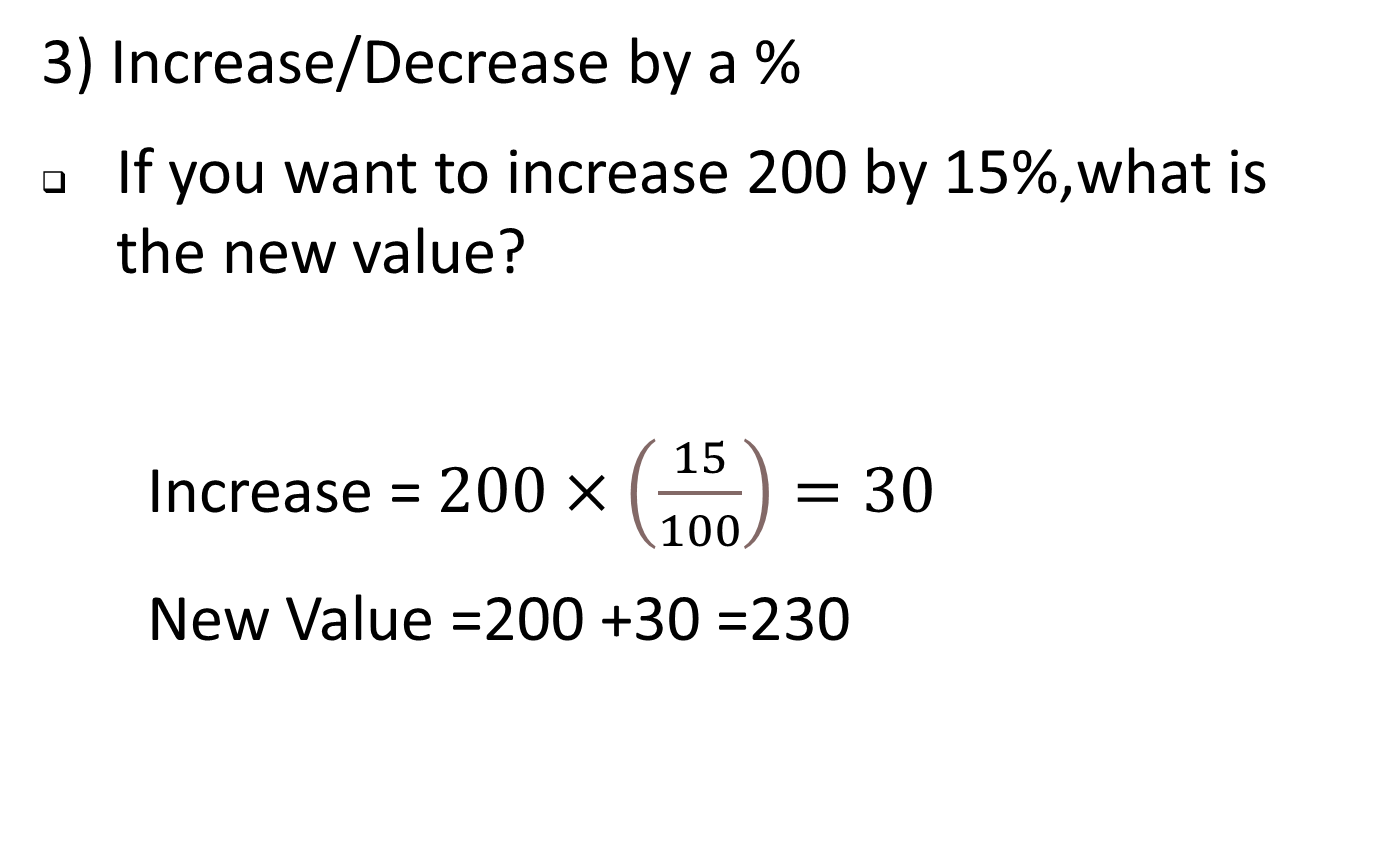 3) Increase/Decrease by a %
❑ If you want to increase 200 by 15%,what is
the new value?
Increase = 200 × (15/100) = 30
New Value =200 +30 =230